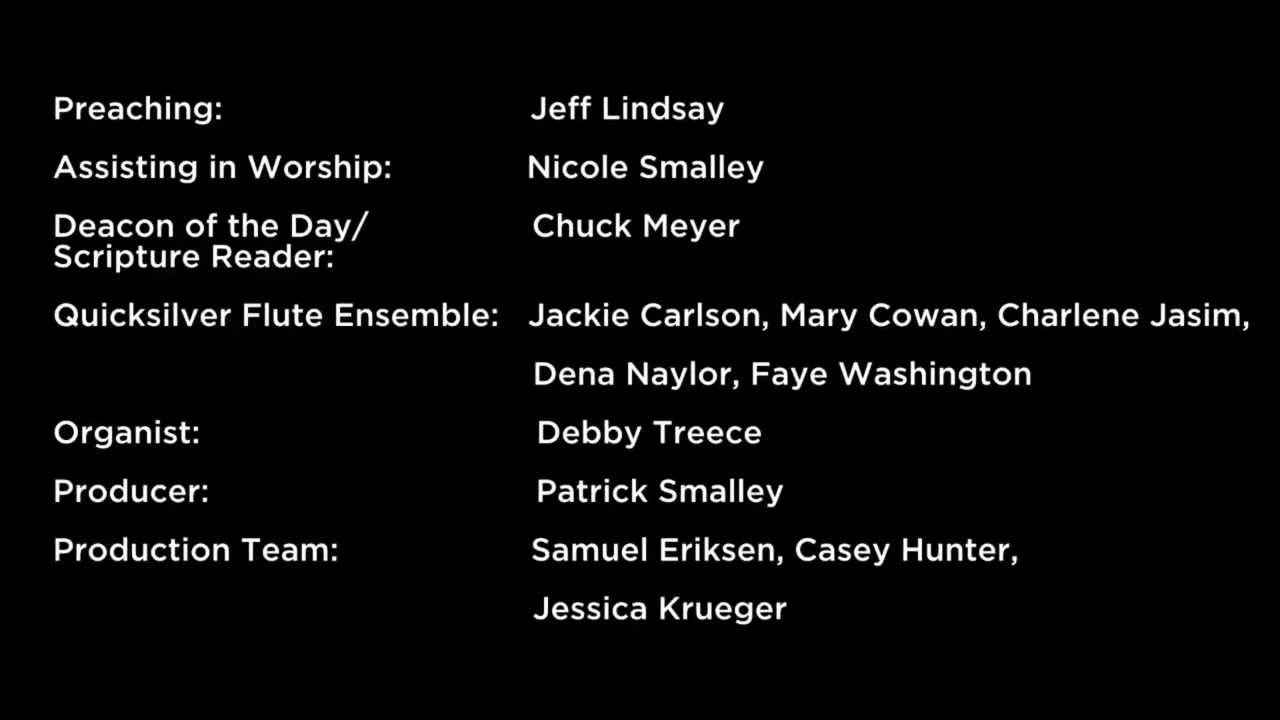 Preaching: Jeff Lindsay
Assisting in Worship: Nicole Smalley
Deacon of the Day/ Chuck Meyer
Scripture Reader:
Quicksilver Flute Ensemble: Jackie Carlson, Mary Cowan, Charlene Jasim,
Dena Naylor, Faye Washington
Organist: Debby Treece
Producer: Patrick Smalley
Production Team: Samuel Eriksen, Casey Hunter,
Jessica Krueger